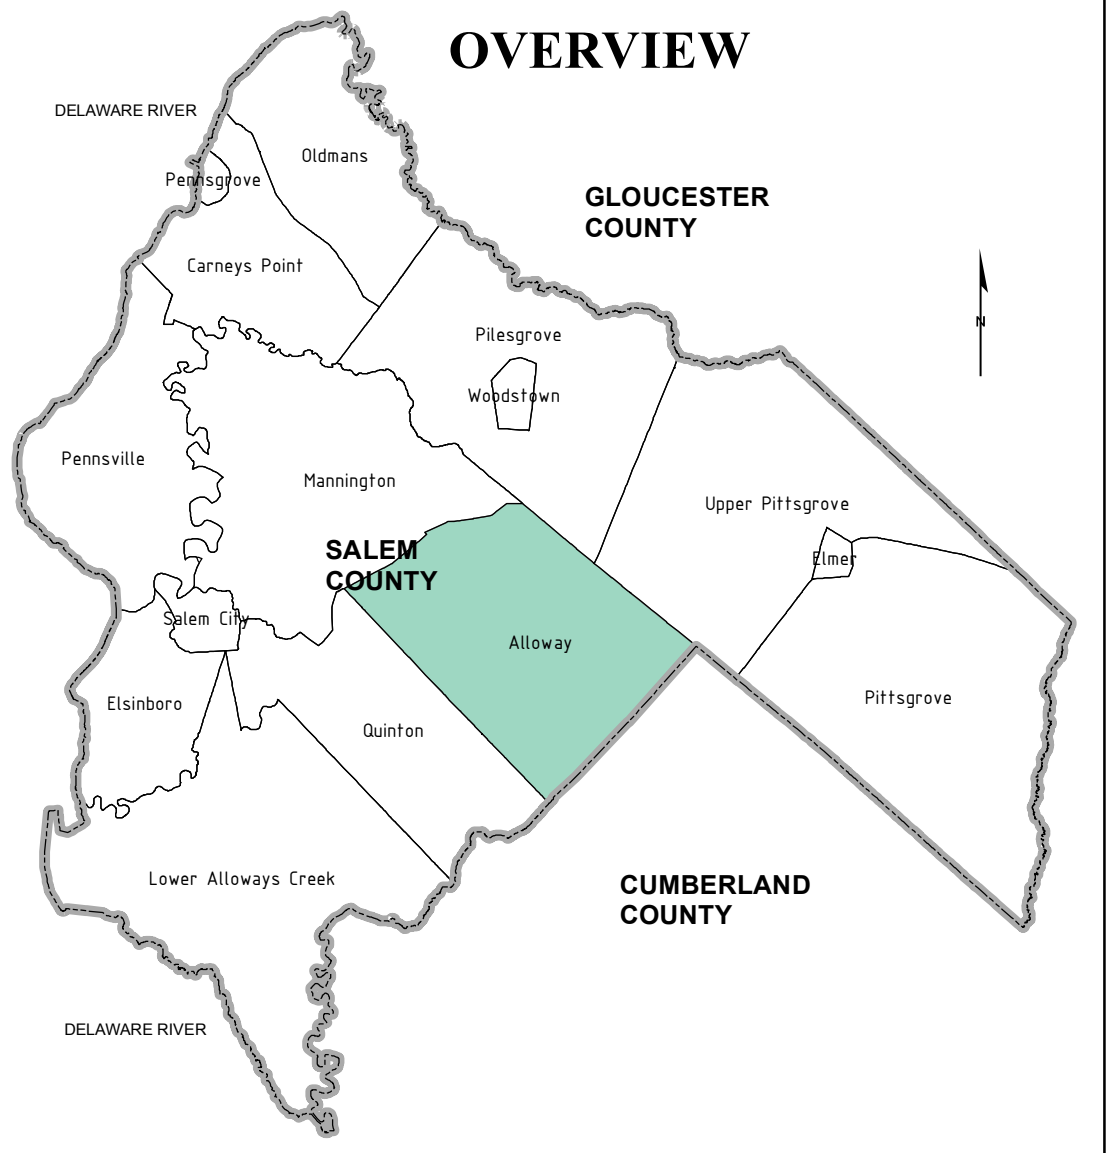 OVERVIEW
DELAWARE RIVER
Oldmans
Pennsgrove
GLOUCESTER
COUNTY
Carneys Point
N
Pilesgrove
Woodstown
Pennsville
Mannington
Upper Pittsgrove
SALEM
COUNTY
Elmer
Salem City
Alloway
Elsinboro
Pittsgrove
Quinton
Lower Alloways Creek
CUMBERLAND
COUNTY
DELAWARE RIVER